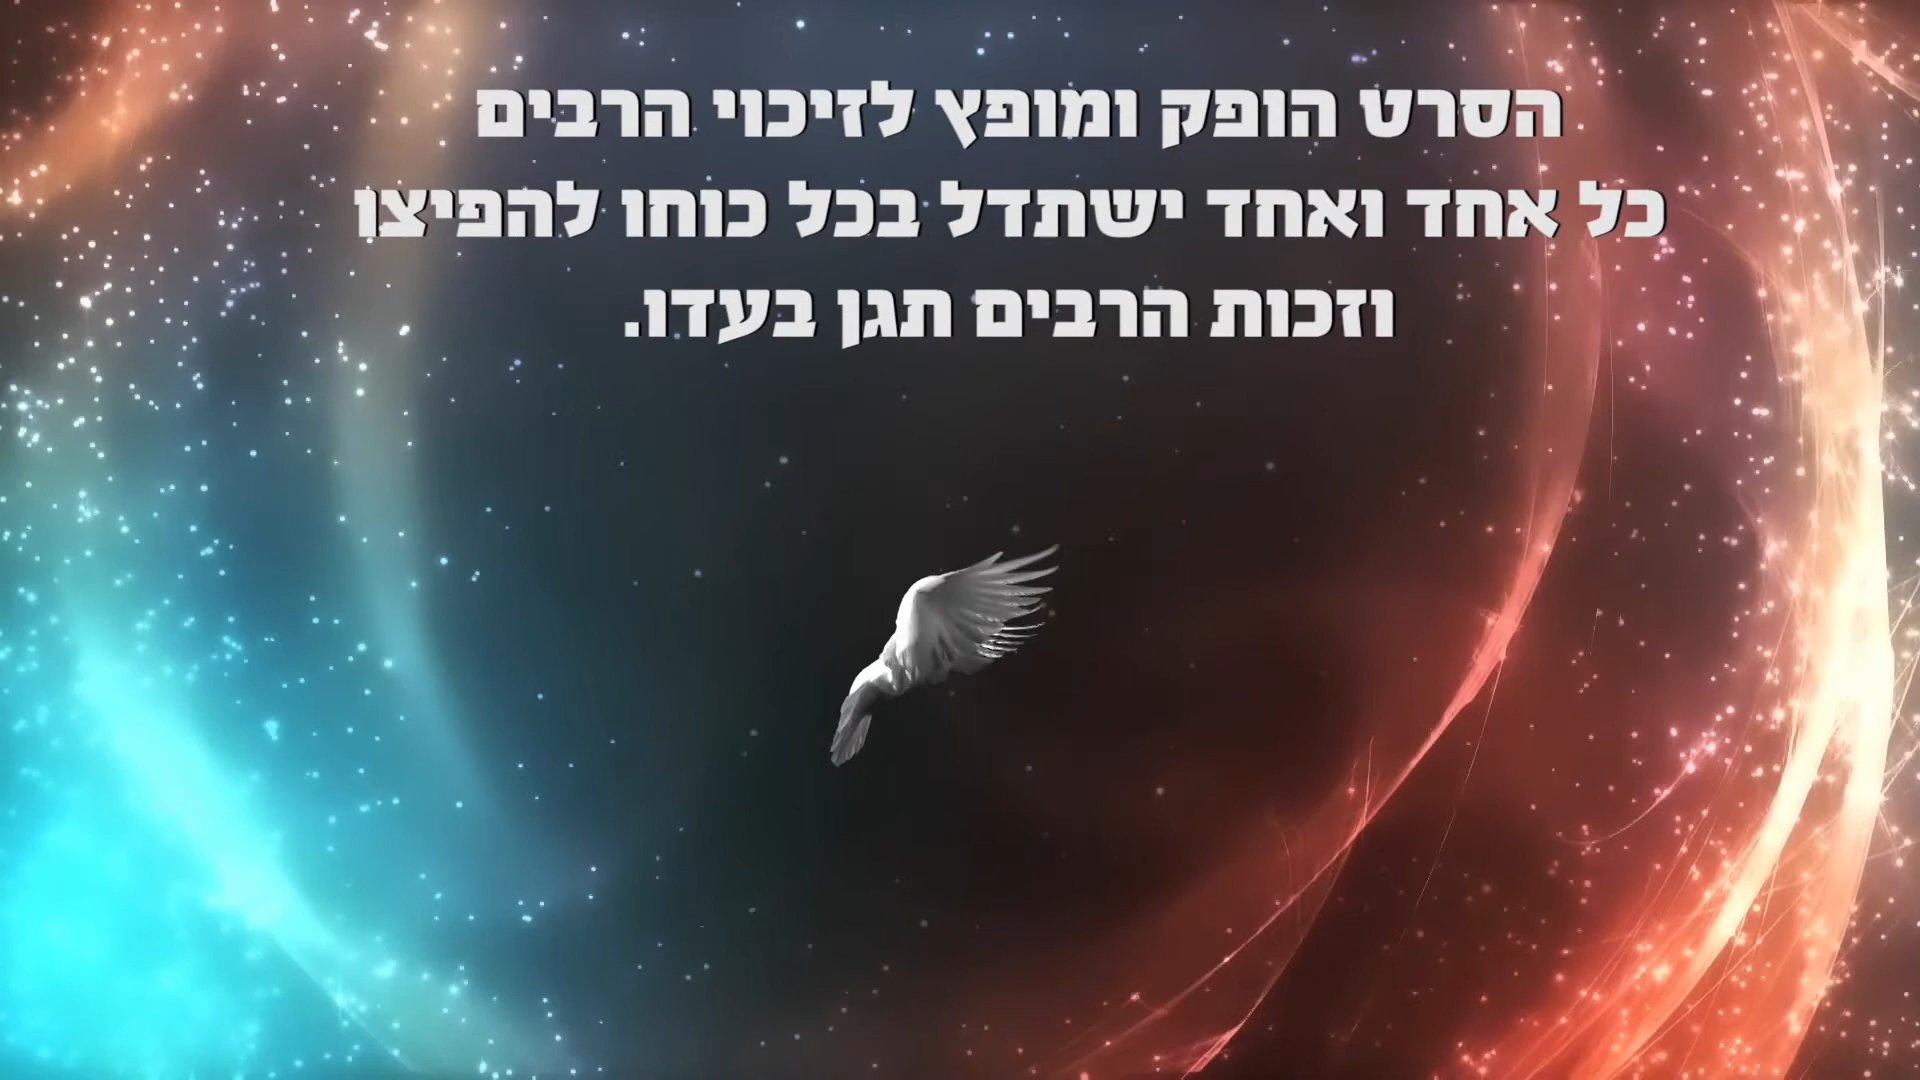 הסרט הופק ומופץ לזיכוי הרבים
כל אחד ואחד ישתדל בכל כוחו להפיצו
וזכות הרבים תגן בעדו.